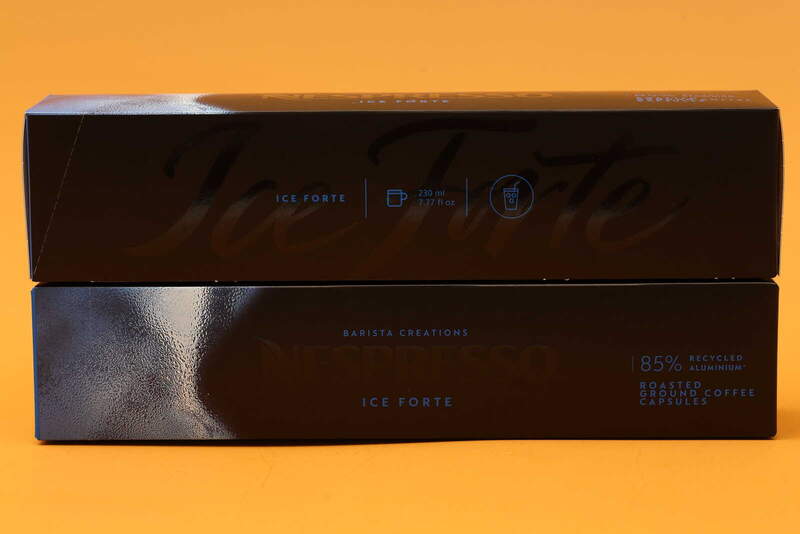 NESPRESSO
ICE FORTE
Ice Forte
ICE FORTE
230 ml
7.77 fl oz
BARISTA CREATIONS
NESPRESSO
ICE FORTE
85% RECYCLED
ALUMINIUM*
ROASTED
GROUND COFFEE
CAPSULES